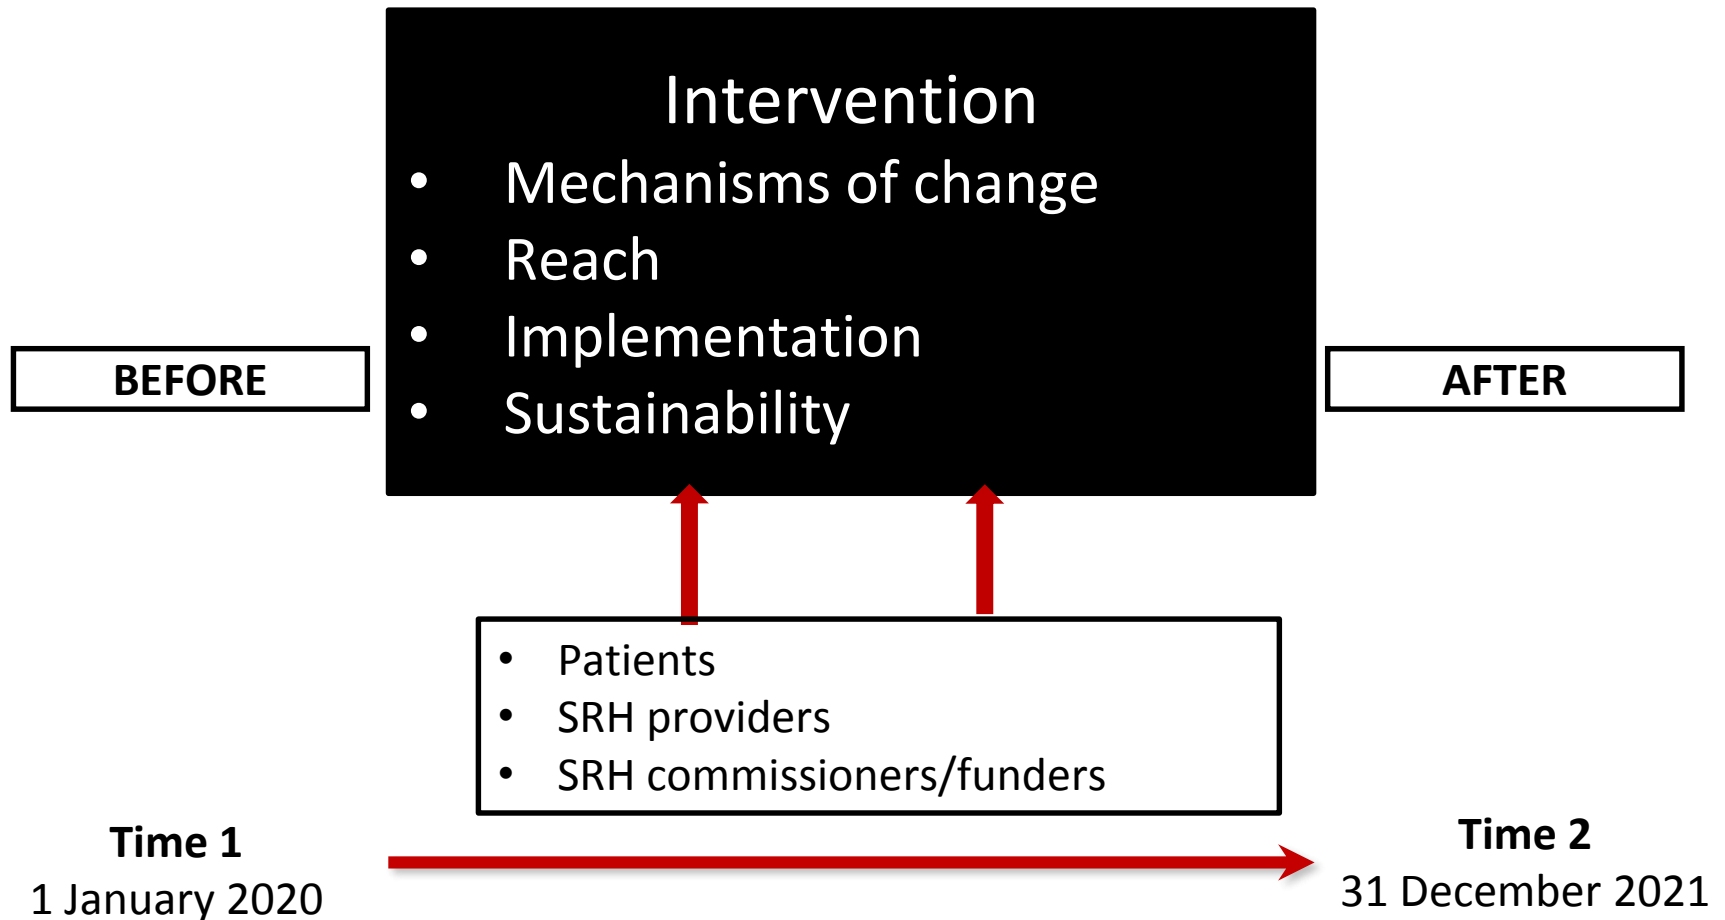 Intervention
• Mechanisms of change
• Reach
• Implementation
• Sustainability
BEFORE
AFTER
• Patients
• SRH providers
• SRH commissioners/funders
Time 1
1 January 2020
Time 2
31 December 2021